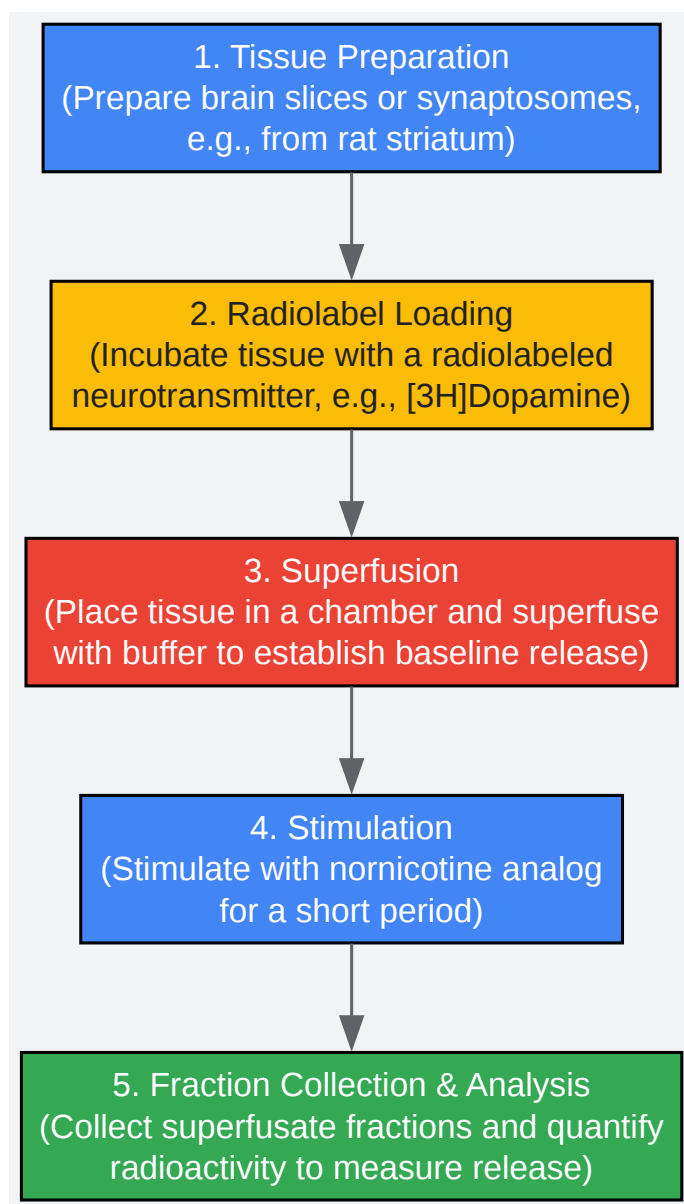 1. Tissue Preparation
(Prepare brain slices or synaptosomes,
e.g., from rat striatum)
2. Radiolabel Loading
(Incubate tissue with a radiolabeled
neurotransmitter, e.g., [3H]Dopamine)
3. Superfusion
(Place tissue in a chamber and superfuse
with buffer to establish baseline release)
4. Stimulation
(Stimulate with nornicotine analog
for a short period)
5. Fraction Collection & Analysis
(Collect superfusate fractions and quantify
radioactivity to measure release)